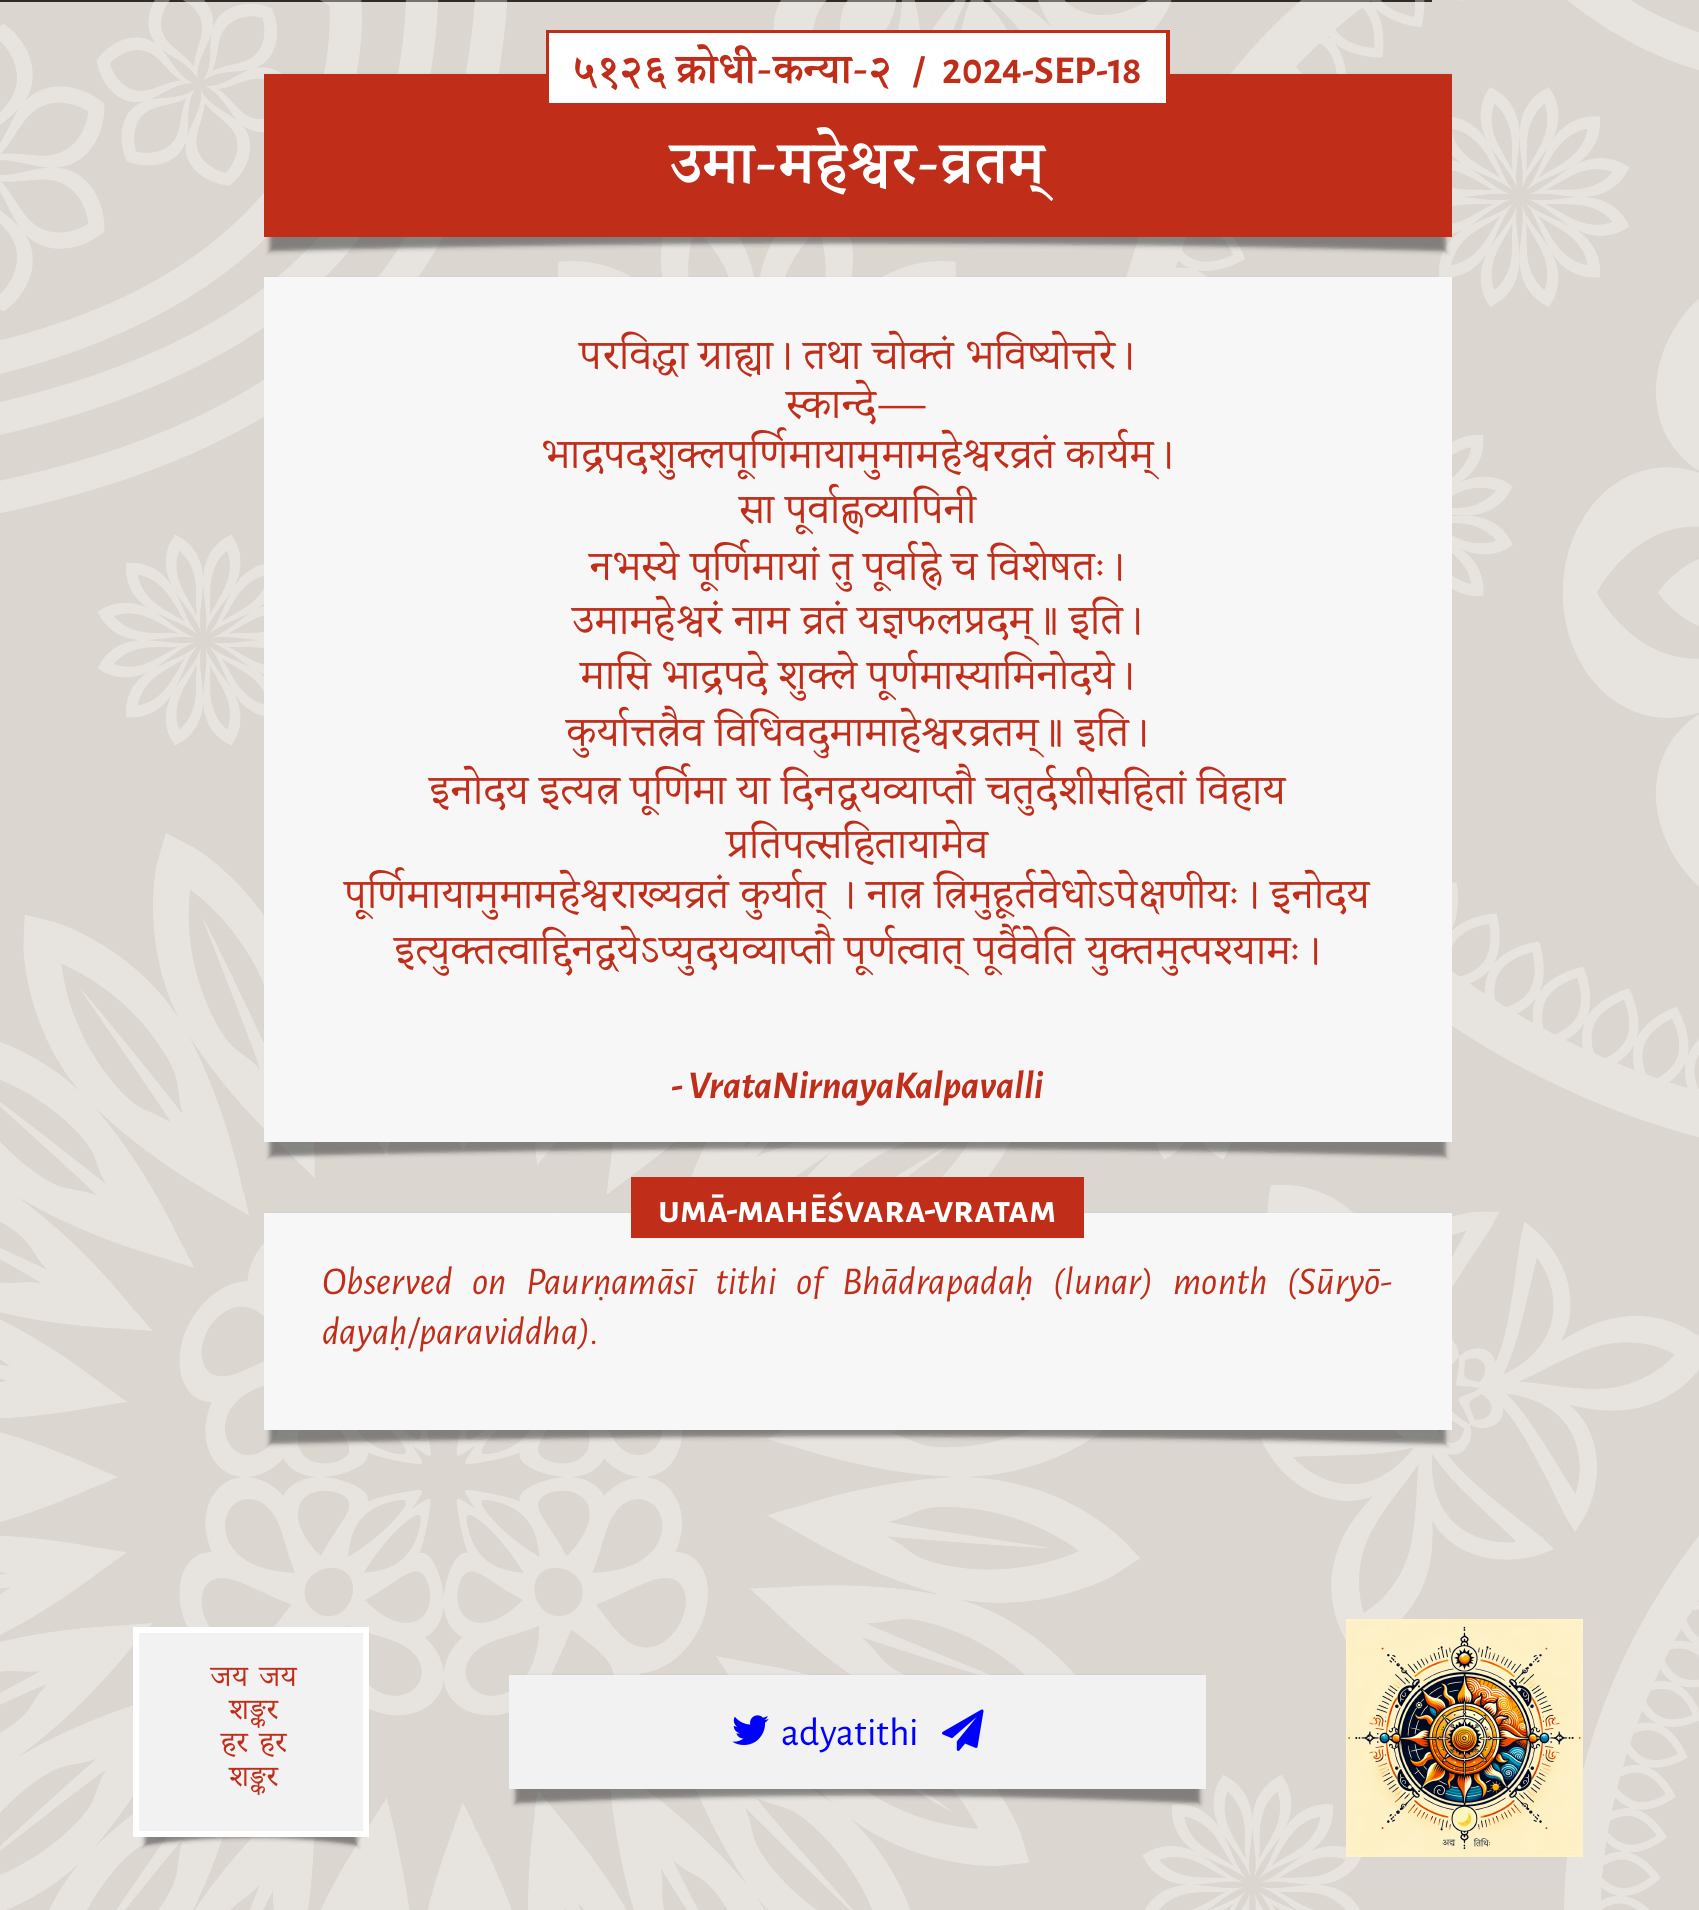 ५१२६ क्रोधी-कन्या-२ / 2024-SEP-18
उमा-महेश्वर-व्रतम्
परविद्धा ग्राह्या। तथा चोक्तं भविष्योत्तरे।
स्कान्दे—
भाद्रपदशुक्लपूर्णिमायामुमामहेश्वरव्रतं कार्यम्।
सा पूर्वाह्णव्यापिनी
नभस्ये पूर्णिमायां तु पूर्वाह्ने च विशेषतः।
उमामहेश्वरं नाम व्रतं यज्ञफलप्रदम्॥ इति।
मासि भाद्रपदे शुक्ले पूर्णमास्यामिनोदये।
कुर्यात्तत्रैव विधिवदुमामाहेश्वरव्रतम्॥ इति।
इनोदय इत्यत्र पूर्णिमा या दिनद्वयव्याप्तौ चतुर्दशीसहितां विहाय
प्रतिपत्सहितायामेव
पूर्णिमायामुमामहेश्वराख्यव्रतं कुर्यात् । नात्र त्रिमुहूर्तवेधोऽपेक्षणीयः। इनोदय
इत्युक्तत्वाद्दिनद्वयेऽप्युदयव्याप्तौ पूर्णत्वात् पूर्वैवेति युक्तमुत्पश्यामः।
- VrataNirnayaKalpavalli
UMĀ-MAHĒŚVARA-VRATAM
Observed on Paurṇamāsī tithi of Bhādrapadaḥ (lunar) month (Sūryō-
dayaḥ/paraviddha).
जय जय
शङ्कर
हर हर
शङ्कर
adyatithi
अद्य तिथिः